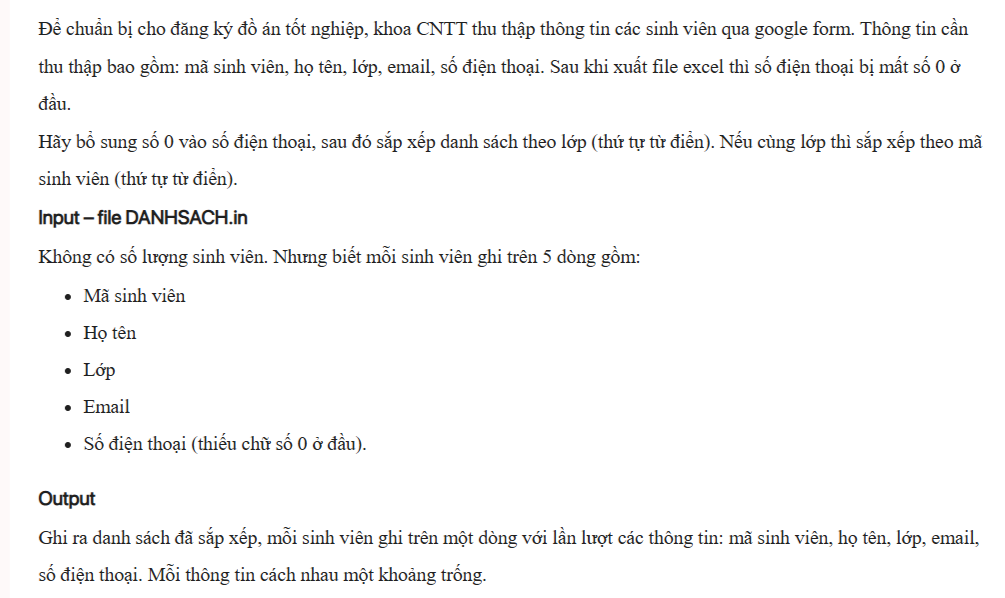 Để chuẩn bị cho đăng ký đồ án tốt nghiệp, khoa CNTT thu thập thông tin các sinh viên qua google form. Thông tin cần
thu thập bao gồm: mã sinh viên, họ tên, lớp, email, số điện thoại. Sau khi xuất file excel thì số điện thoại bị mất số 0 ở
đầu.
Hãy bổ sung số 0 vào số điện thoại, sau đó sắp xếp danh sách theo lớp (thứ tự từ điển). Nếu cùng lớp thì sắp xếp theo mã
sinh viên (thứ tự từ điển).
Input – file DANHSACH.in
Không có số lượng sinh viên. Nhưng biết mỗi sinh viên ghi trên 5 dòng gồm:
• Mã sinh viên
• Họ tên
• Lớp
• Email
• Số điện thoại (thiếu chữ số 0 ở đầu).
Output
Ghi ra danh sách đã sắp xếp, mỗi sinh viên ghi trên một dòng với lần lượt các thông tin: mã sinh viên, họ tên, lớp, email,
số điện thoại. Mỗi thông tin cách nhau một khoảng trống.